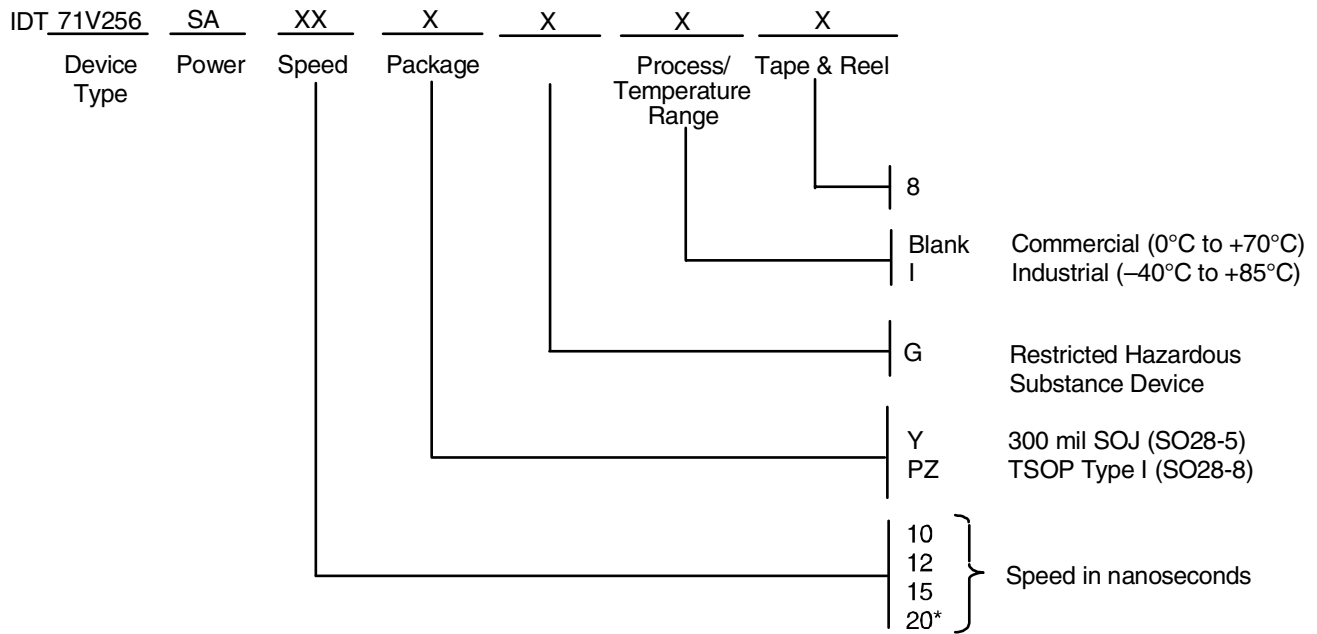 IDT 71V256 SA XX X X X X
Device Type Power Speed Package Process/ Temperature Range Tape & Reel
8
Blank Commercial (0°C to +70°C)
I Industrial (–40°C to +85°C)
G Restricted Hazardous
Substance Device
Y 300 mil SOJ (SO28-5)
PZ TSOP Type I (SO28-8)
10
12
15
20*
Speed in nanoseconds